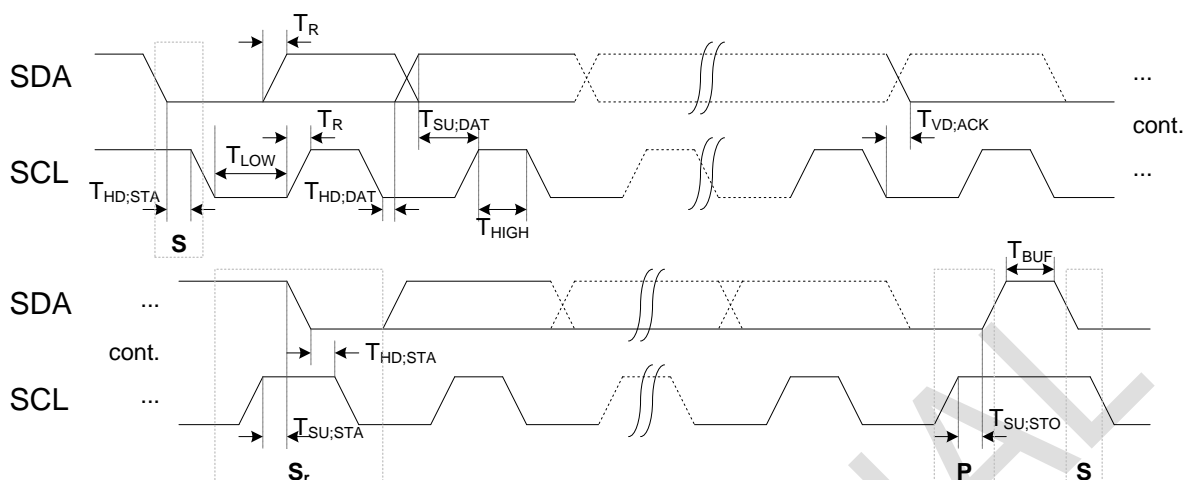 T_R
SDA
...
T_SU;DAT
T_VD;ACK
T_R
cont.
T_LOW
SCL
...
T_HD;STA
T_HD;DAT
T_HIGH
S
T_BUF
SDA
...
cont.
T_HD;STA
SCL
...
T_SU;STA
T_SU;STO
S_r
P
S